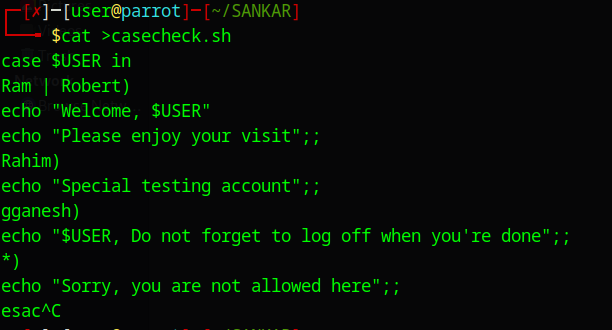 ┌─[✗]─[user@parrot]─[~/SANKAR]
└──╼ $cat >casecheck.sh
case $USER in
Ram | Robert)
echo "Welcome, $USER"
echo "Please enjoy your visit";;
Rahim)
echo "Special testing account";;
gganesh)
echo "$USER, Do not forget to log off when you're done";;
*)
echo "Sorry, you are not allowed here";;
esac^C